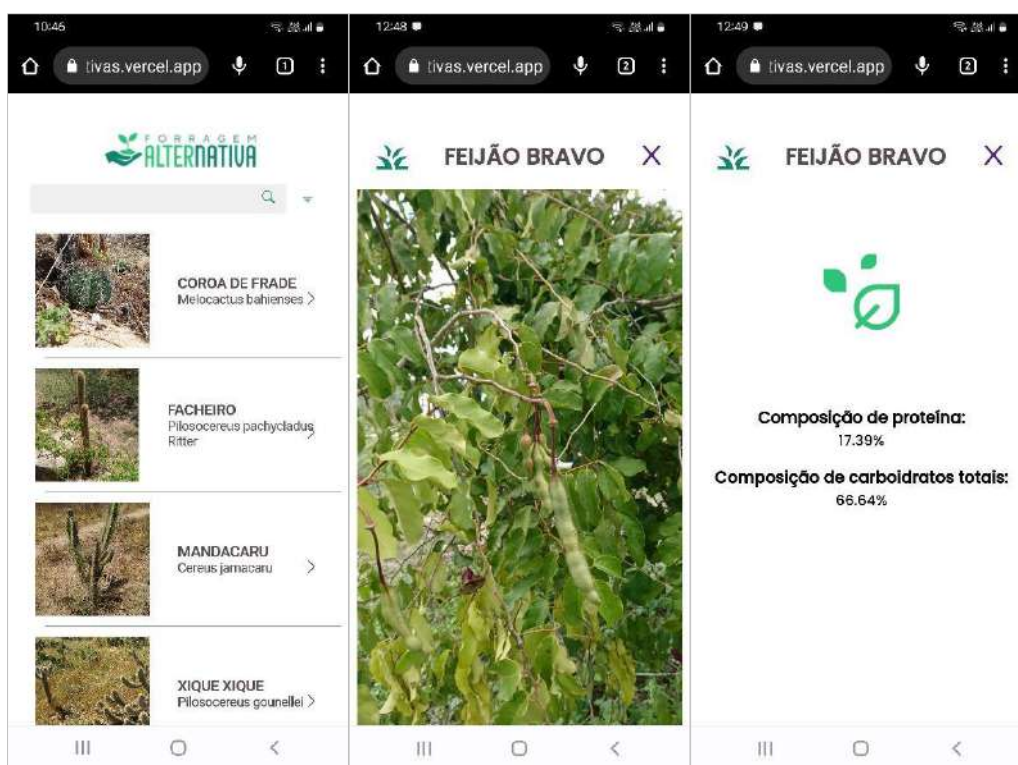 10:46
tivas.vercel.app
1
FORRAGEM
ALTERNATIVA
COROA DE FRADE
Melocactus bahienses >
FACHEIRO
Pilosocereus pachycladus
Ritter
MANDACARU
Cereus jamacaru >
XIQUE XIQUE
Pilosocereus gounellei >
12:48
tivas.vercel.app
2
FEIJÃO BRAVO X
12:49
tivas.vercel.app
2
FEIJÃO BRAVO X
Composição de proteína:
17.39%
Composição de carboidratos totais:
66.64%